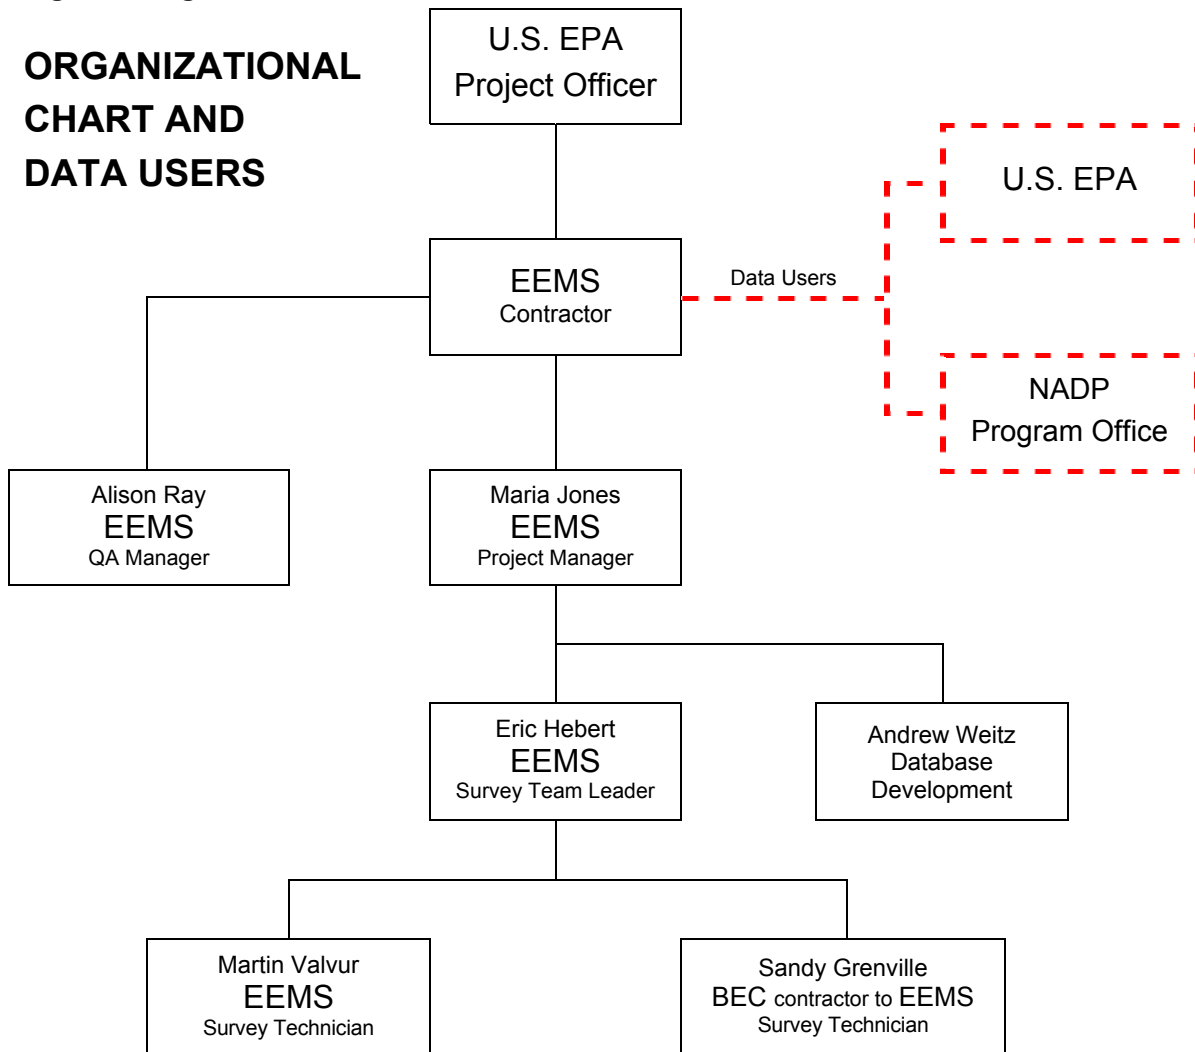 ORGANIZATIONAL
CHART AND
DATA USERS
U.S. EPA
Project Officer
U.S. EPA
EEMS
Contractor
Data Users
NADP
Program Office
Alison Ray
EEMS
QA Manager
Maria Jones
EEMS
Project Manager
Eric Hebert
EEMS
Survey Team Leader
Andrew Weitz
Database
Development
Martin Valvur
EEMS
Survey Technician
Sandy Grenville
BEC contractor to EEMS
Survey Technician